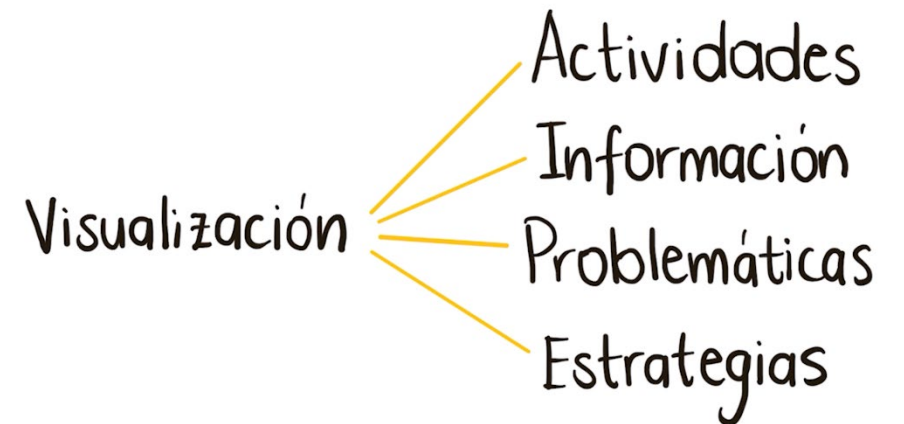 Visualización
Actividades
Información
Problemáticas
Estrategias